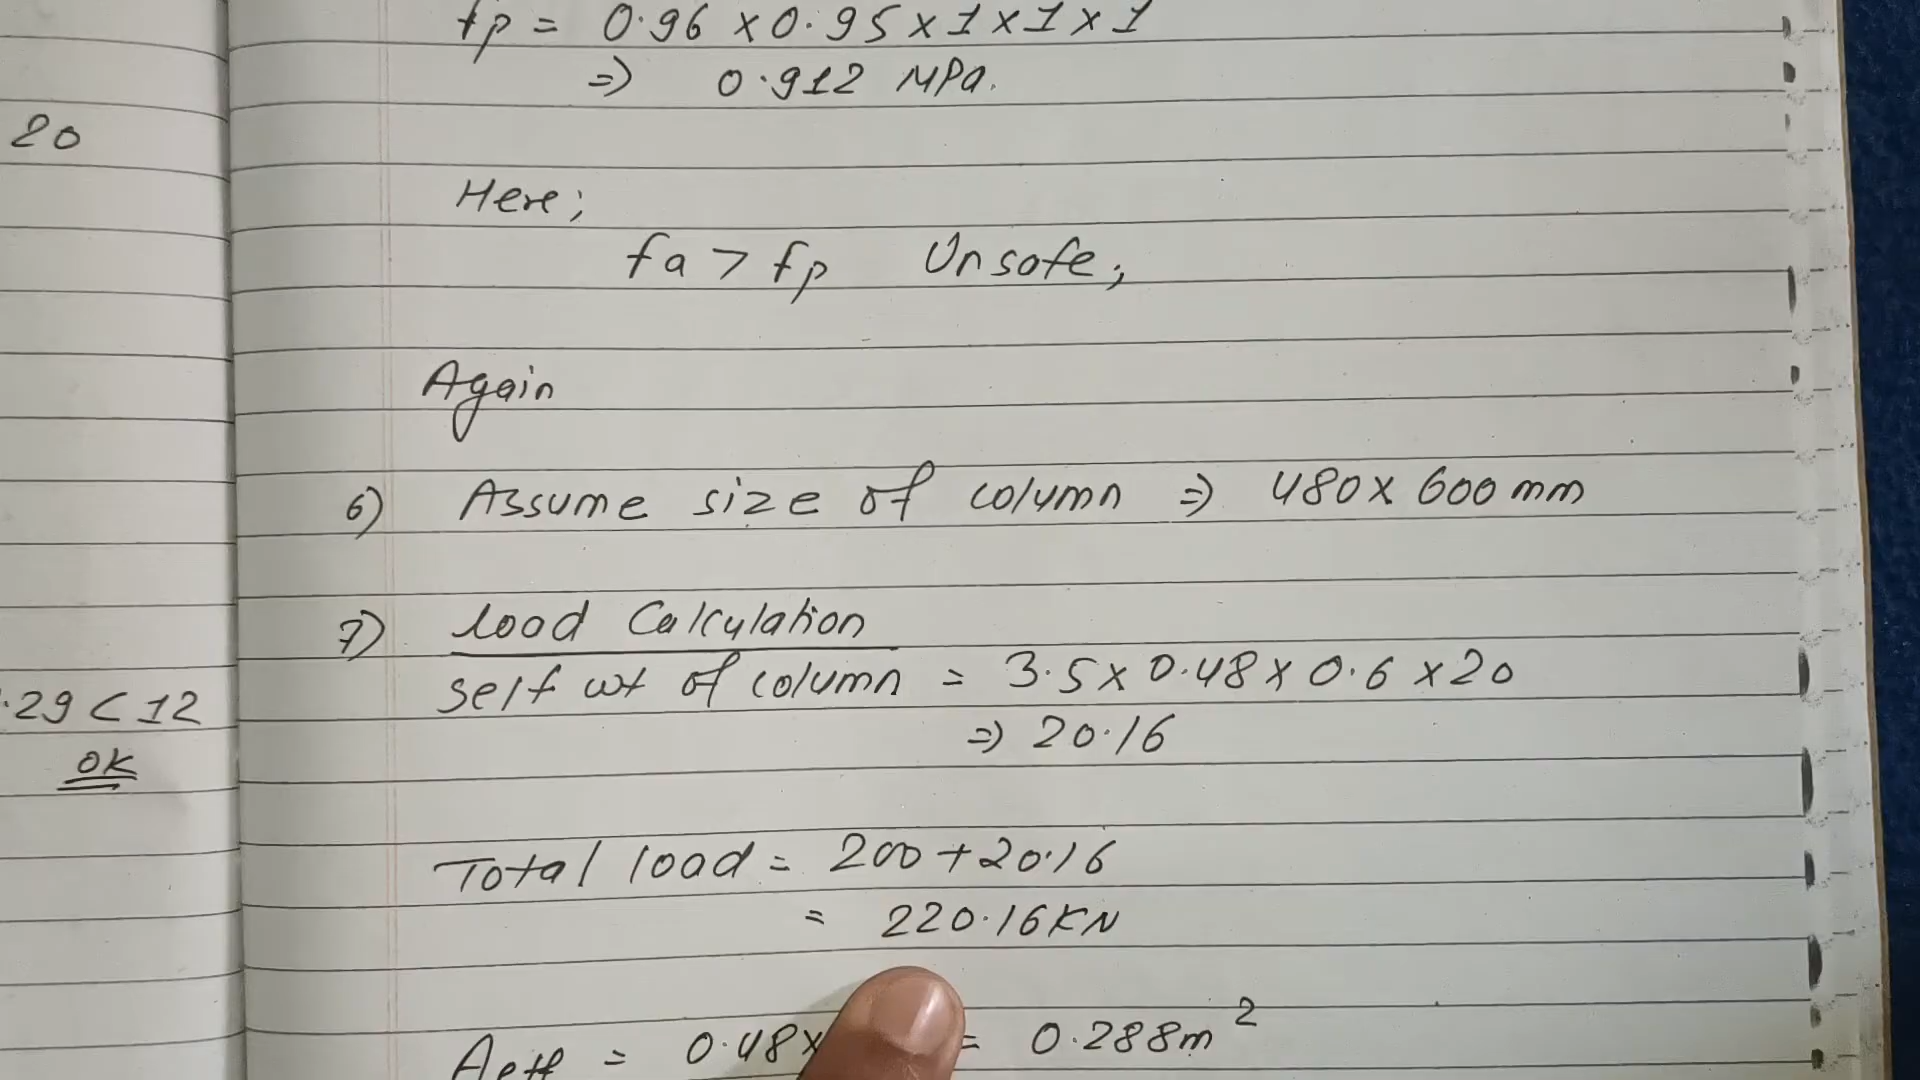 20
.29 < 12
OK
fp = 0.96 x 0.95 x 1 x 1 x 1
=> 0.912 MPa.
Here;
fa > fp Unsafe;
Again
6) Assume size of column => 480 x 600 mm
7) load Calculation
self wt of column = 3.5 x 0.48 x 0.6 x 20
=> 20.16
Total load = 200 + 20.16
= 220.16 KN
Aeff = 0.48 x = 0.288m²